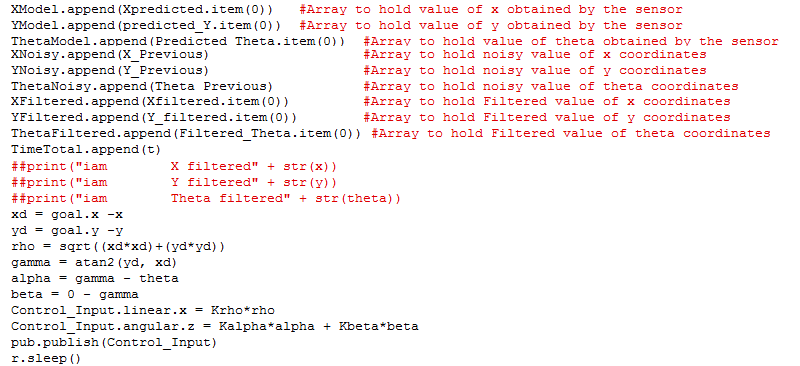 XModel.append(Xpredicted.item(0))   #Array to hold value of x obtained by the sensor
YModel.append(predicted_Y.item(0))  #Array to hold value of y obtained by the sensor
ThetaModel.append(Predicted_Theta.item(0))  #Array to hold value of theta obtained by the sensor
XNoisy.append(X_Previous)                   #Array to hold noisy value of x coordinates
YNoisy.append(Y_Previous)                   #Array to hold noisy value of y coordinates
ThetaNoisy.append(Theta_Previous)           #Array to hold noisy value of theta coordinates
XFiltered.append(Xfiltered.item(0))         #Array to hold Filtered value of x coordinates
YFiltered.append(Y_filtered.item(0))        #Array to hold Filtered value of y coordinates
ThetaFiltered.append(Filtered_Theta.item(0)) #Array to hold Filtered value of theta coordinates
TimeTotal.append(t)
##print("iam        X filtered" + str(x))
##print("iam        Y filtered" + str(y))
##print("iam        Theta filtered" + str(theta))
xd = goal.x -x
yd = goal.y -y
rho = sqrt((xd*xd)+(yd*yd))
gamma = atan2(yd, xd)
alpha = gamma - theta
beta = 0 - gamma
Control_Input.linear.x = Krho*rho
Control_Input.angular.z = Kalpha*alpha + Kbeta*beta
pub.publish(Control_Input)
r.sleep()